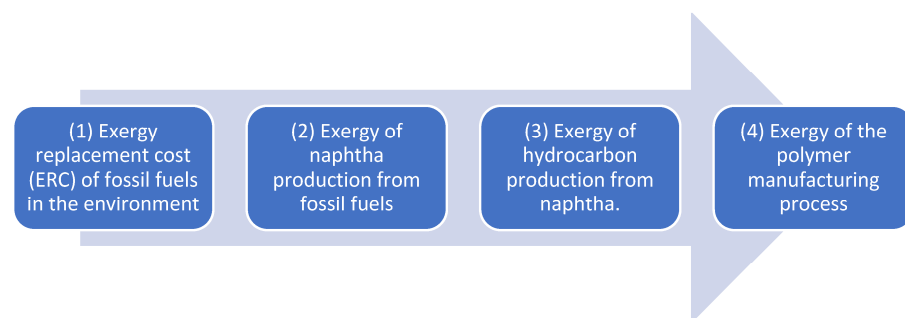 (1) Exergy
replacement cost
(ERC) of fossil fuels
in the environment
(2) Exergy of
naphtha
production from
fossil fuels
(3) Exergy of
hydrocarbon
production from
naphtha.
(4) Exergy of the
polymer
manufacturing
process